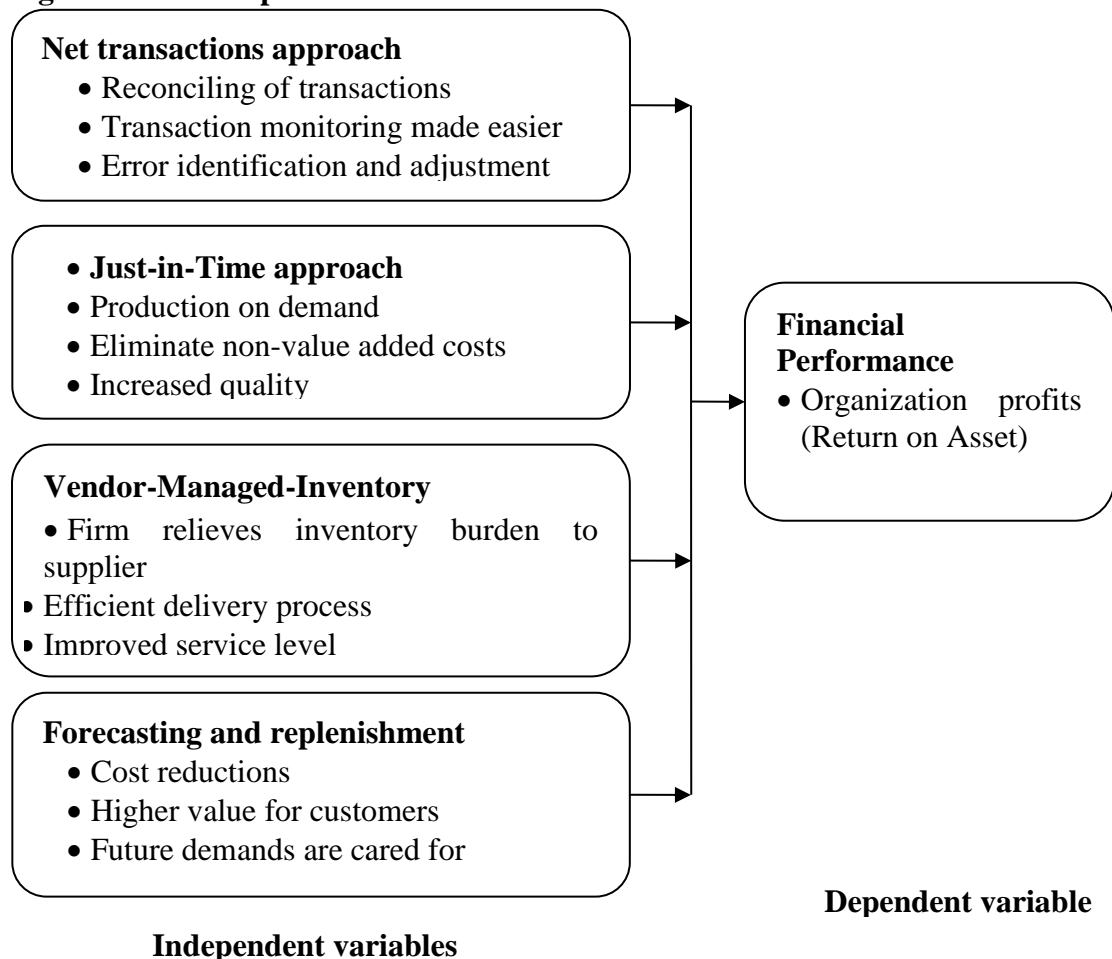 Net transactions approach
• Reconciling of transactions
• Transaction monitoring made easier
• Error identification and adjustment
• Just-in-Time approach
• Production on demand
• Eliminate non-value added costs
• Increased quality
Financial
Performance
• Organization profits
(Return on Asset)
Vendor-Managed-Inventory
• Firm relieves inventory burden to
supplier
• Efficient delivery process
• Improved service level
Forecasting and replenishment
• Cost reductions
• Higher value for customers
• Future demands are cared for
Dependent variable
Independent variables